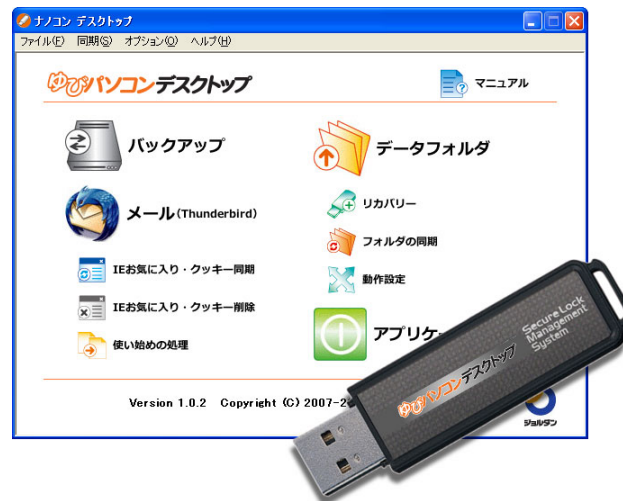 ナノコン デスクトップ
ファイル(F) 同期(S) オプション(O) ヘルプ(H)
ゆびパソコンデスクトップ
マニュアル
バックアップ
データフォルダ
メール(Thunderbird)
リカバリー
フォルダの同期
IEお気に入り・クッキー同期
動作設定
IEお気に入り・クッキー削除
アプリケ
使い始めの処理
Version 1.0.2 Copyright (C) 2007-2
ジョルダン
ゆびパソコンデスクトップ
Secure Lock
Management
System